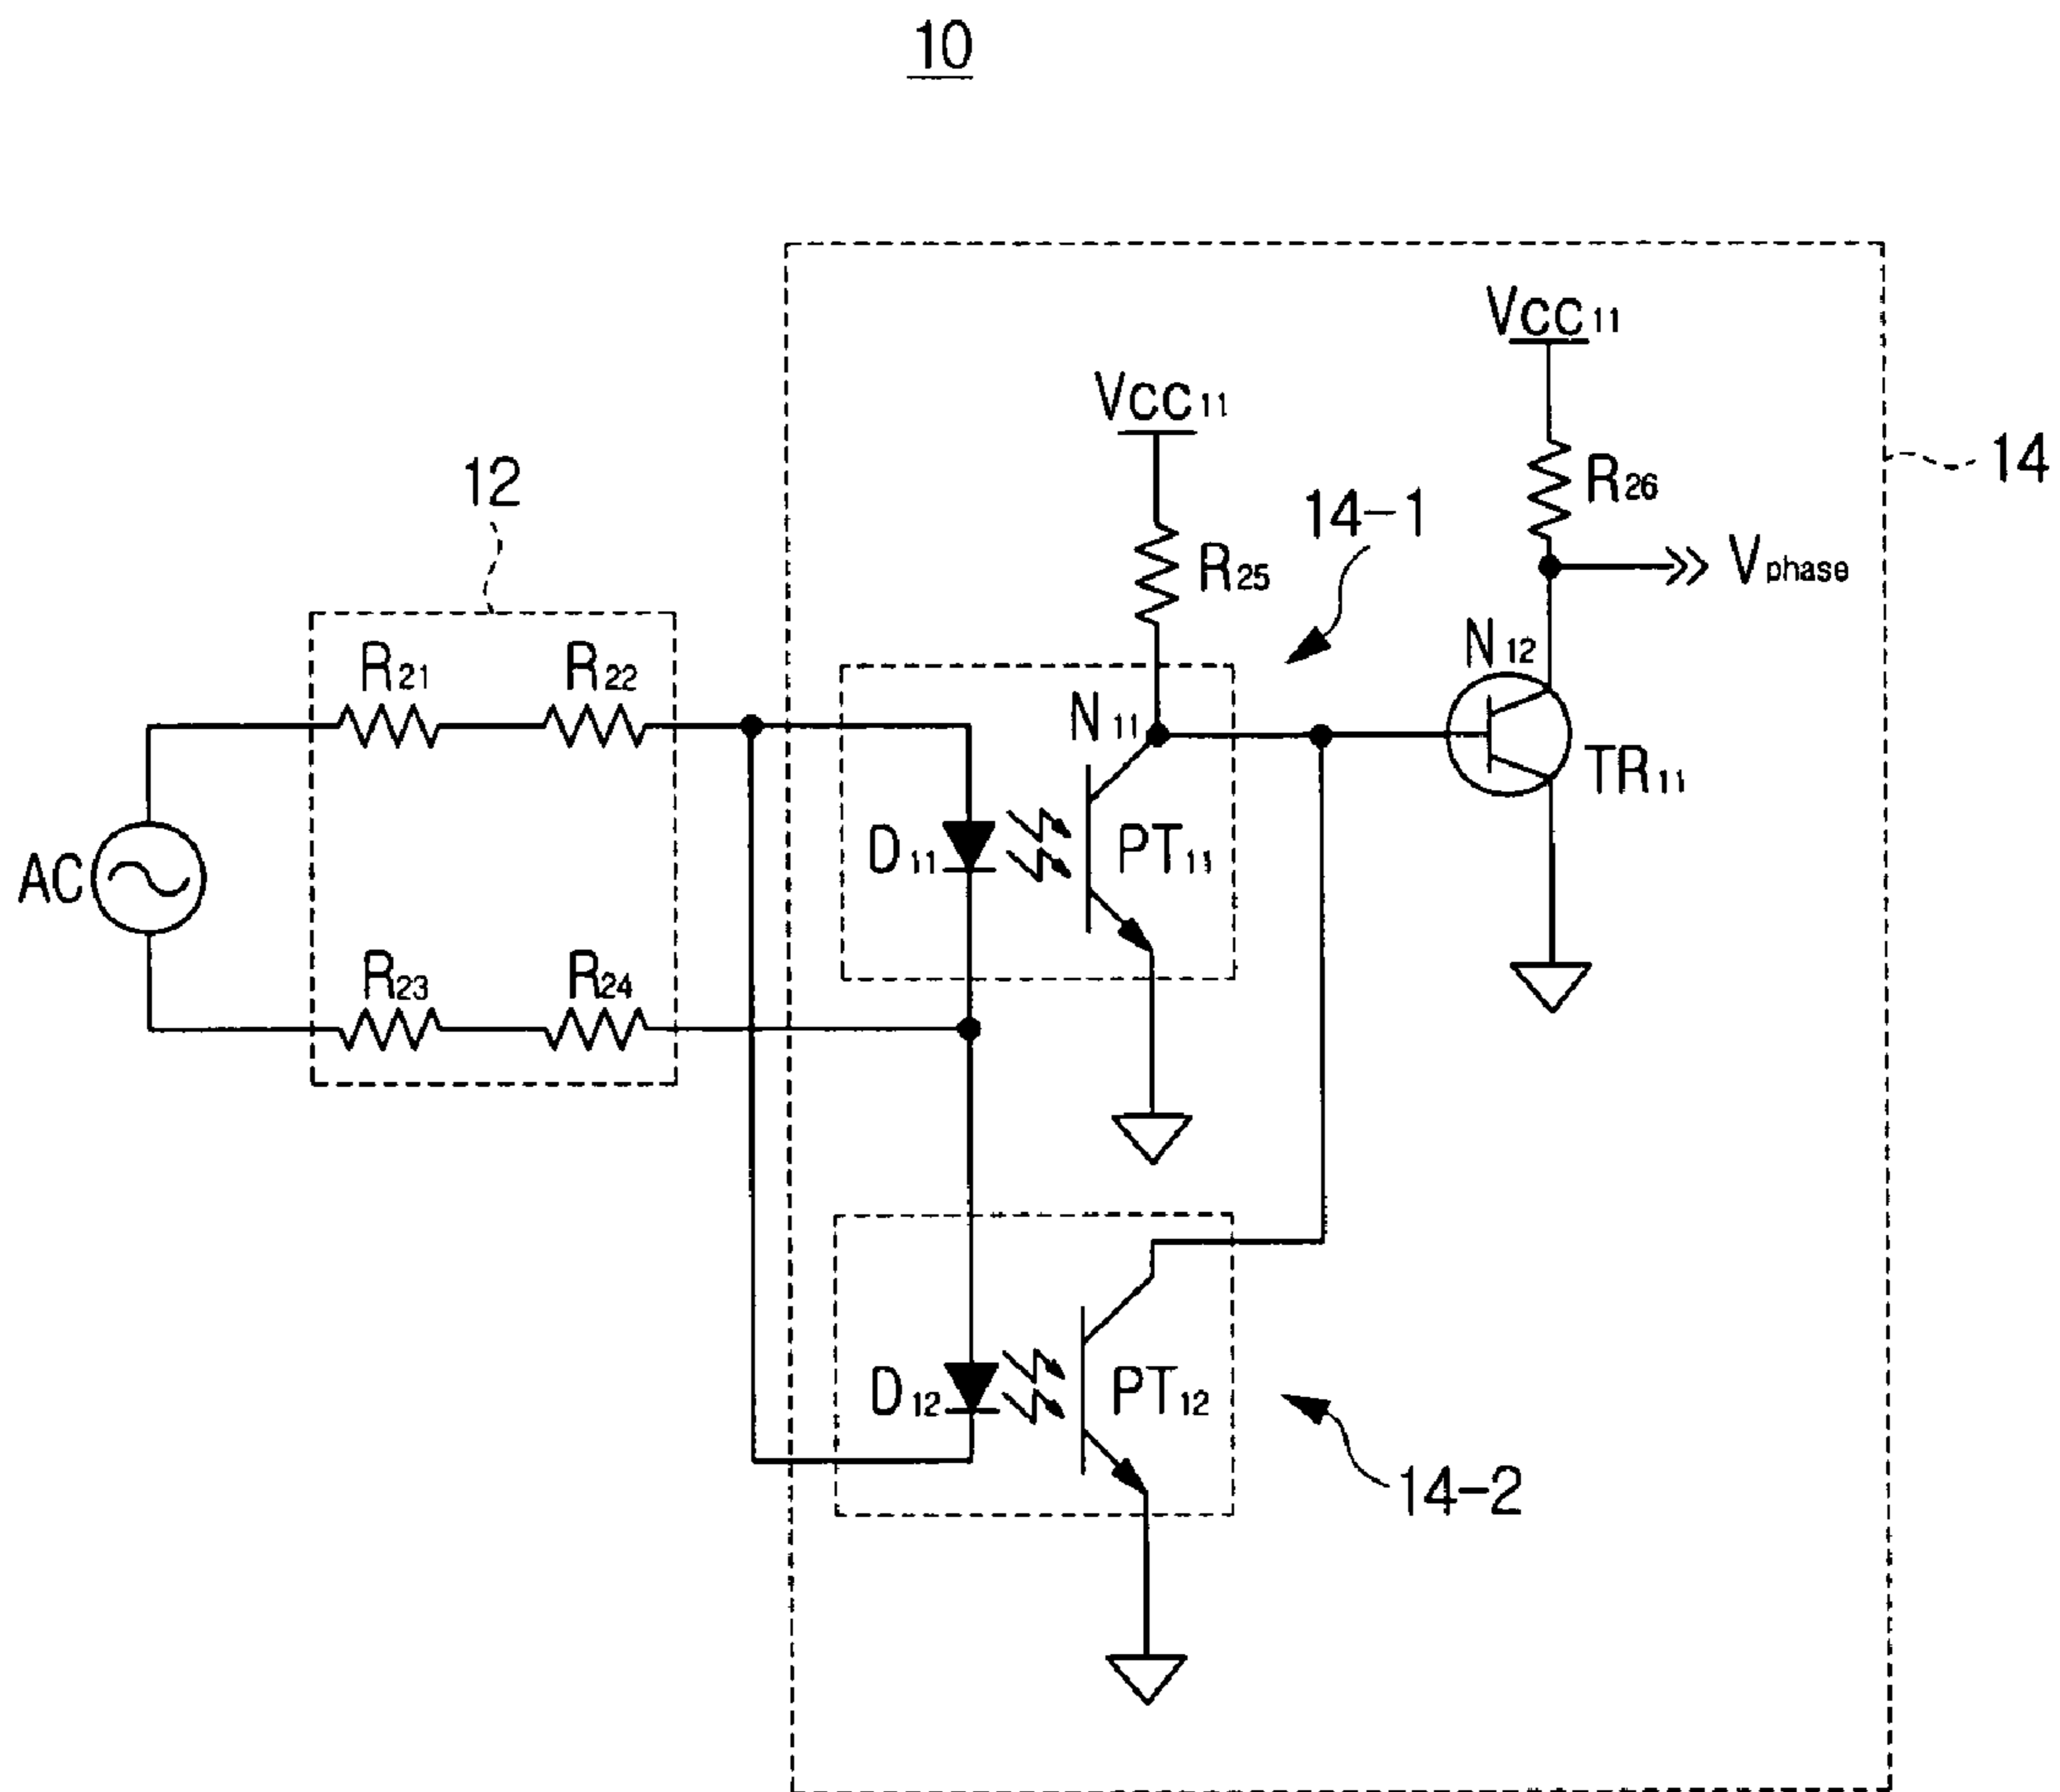 10
VCC11
VCC11
14
12
R26
14-1
R25
Vphase
R21
R22
N11
N12
TR11
AC
D11
PT11
R23
R24
D12
PT12
14-2